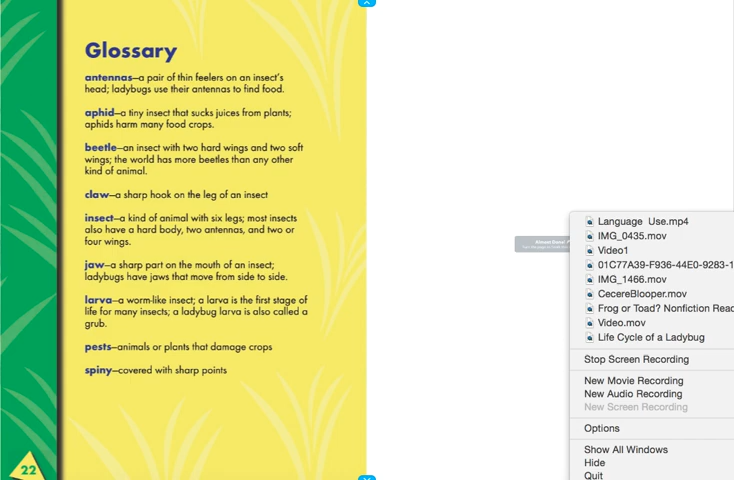 Glossary
antennas—a pair of thin feelers on an insect's
head; ladybugs use their antennas to find food.
aphid—a tiny insect that sucks juices from plants;
aphids harm many food crops.
beetle—an insect with two hard wings and two soft
wings; the world has more beetles than any other
kind of animal.
claw—a sharp hook on the leg of an insect
insect—a kind of animal with six legs; most insects
also have a hard body, two antennas, and two or
four wings.
jaw—a sharp part on the mouth of an insect;
ladybugs have jaws that move from side to side.
larva—a worm-like insect; a larva is the first stage of
life for many insects; a ladybug larva is also called a
grub.
pests—animals or plants that damage crops
spiny—covered with sharp points
22
Language Use.mp4
IMG_0435.mov
Video1
01C77A39-F936-44E0-9283-1
IMG_1466.mov
CecereBlooper.mov
Frog or Toad? Nonfiction Read
Video.mov
Life Cycle of a Ladybug
Stop Screen Recording
New Movie Recording
New Audio Recording
New Screen Recording
Options
Show All Windows
Hide
Quit